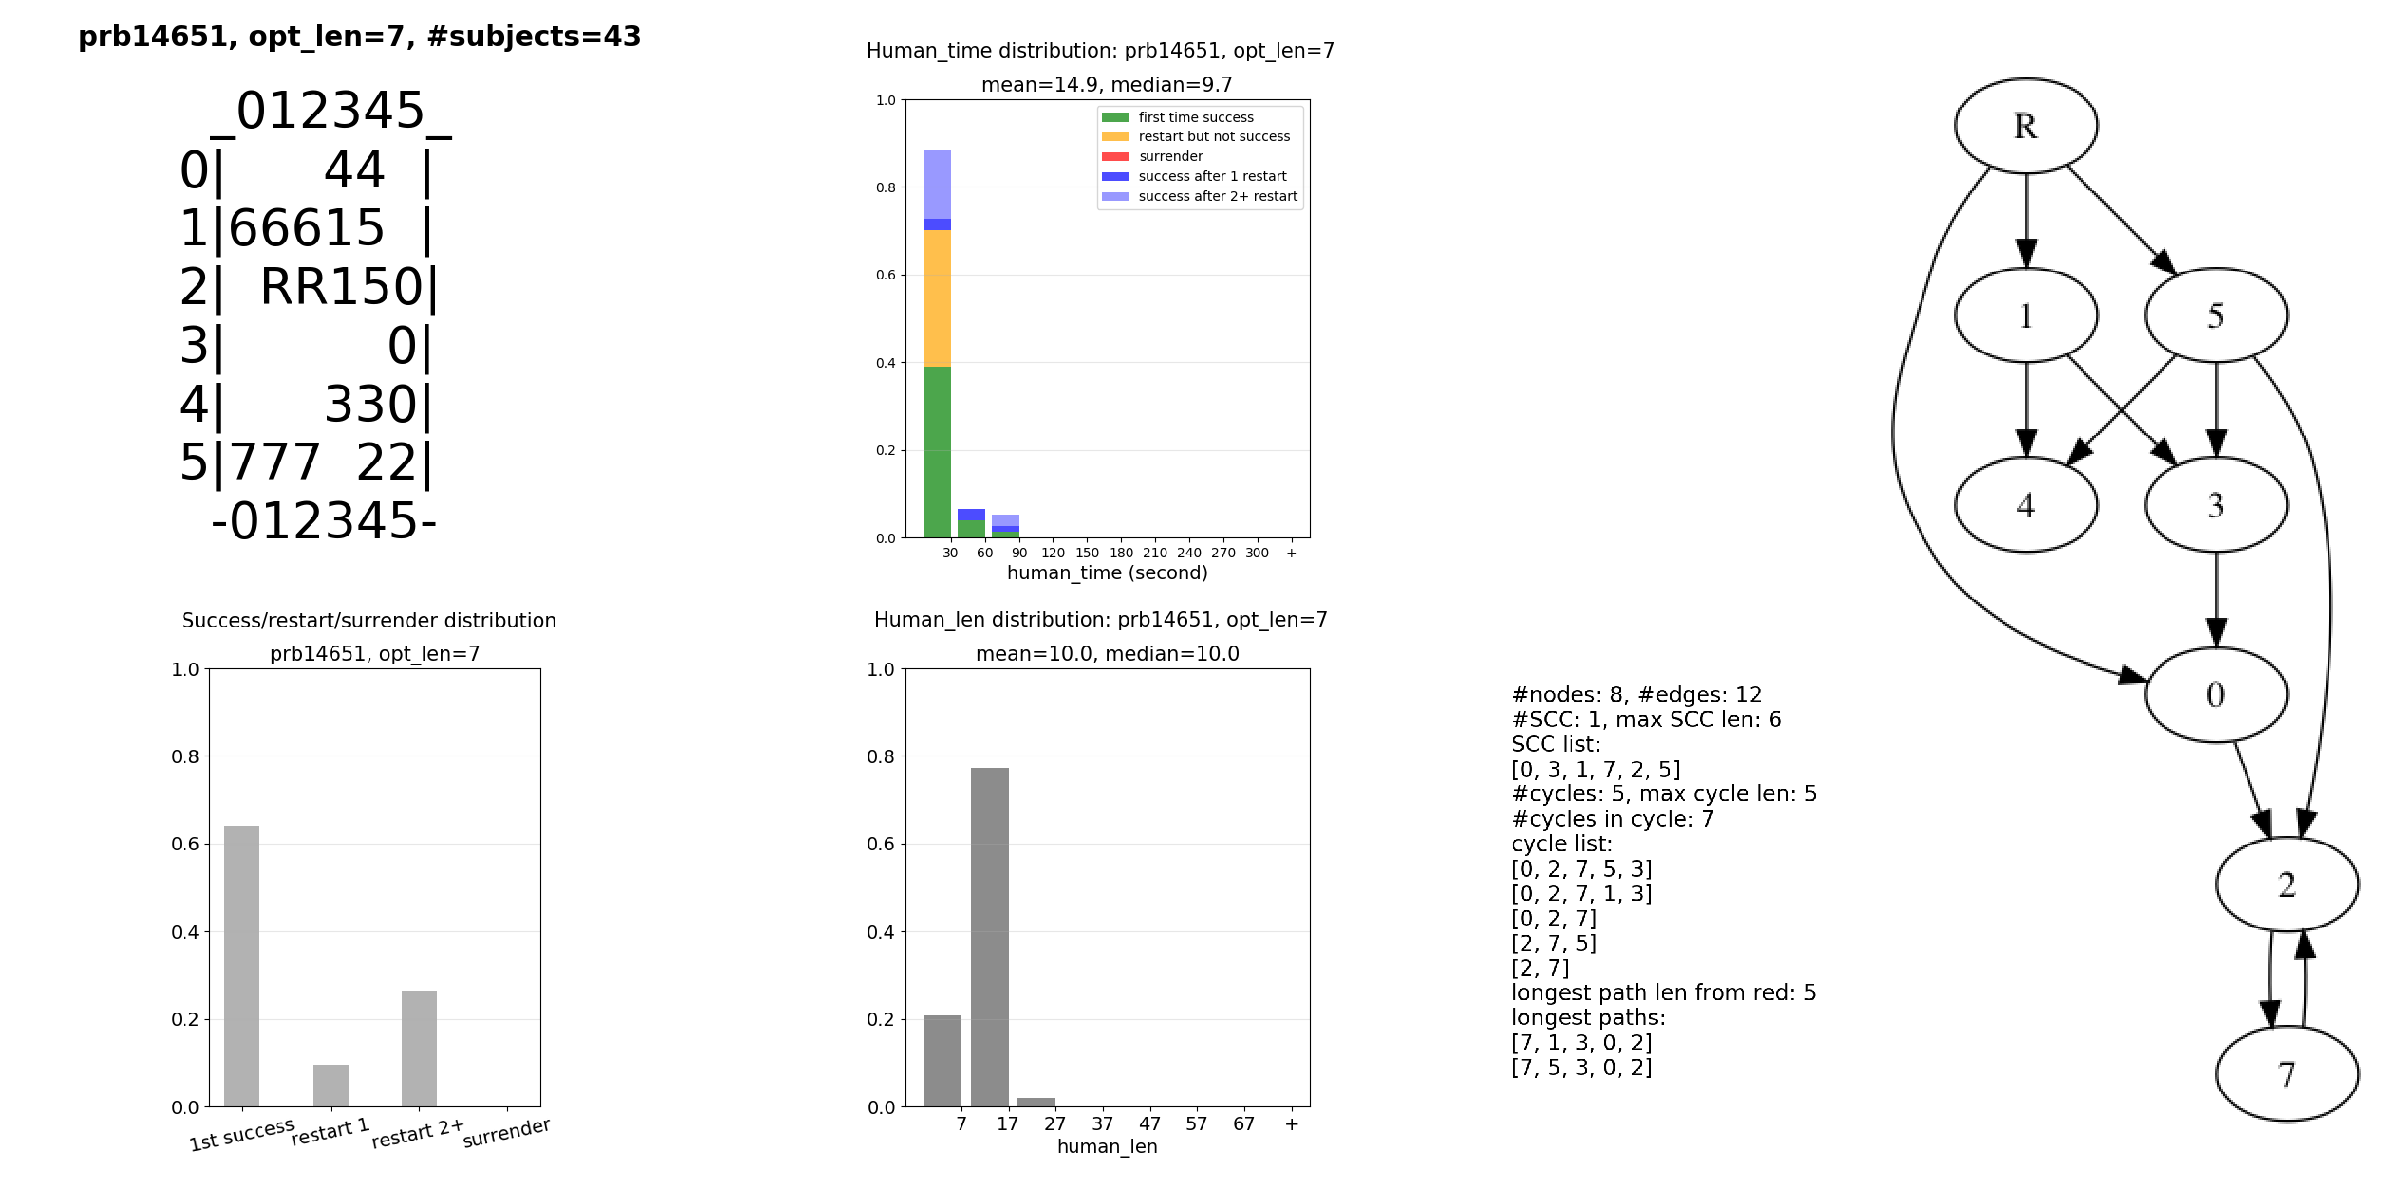 prb14651, opt_len=7, #subjects=43
_012345_
0|   44  |
1|66615  |
2| RR150|
3|     0|
4|   330|
5|777 22|
-012345-
Human_time distribution: prb14651, opt_len=7
mean=14.9, median=9.7
1.0
0.8
0.6
0.4
0.2
0.0
first time success
restart but not success
surrender
success after 1 restart
success after 2+ restart
30 60 90 120 150 180 210 240 270 300 +
human_time (second)
Success/restart/surrender distribution
prb14651, opt_len=7
1.0
0.8
0.6
0.4
0.2
0.0
1st success restart 1 restart 2+ surrender
Human_len distribution: prb14651, opt_len=7
mean=10.0, median=10.0
1.0
0.8
0.6
0.4
0.2
0.0
7 17 27 37 47 57 67 +
human_len
#nodes: 8, #edges: 12
#SCC: 1, max SCC len: 6
SCC list:
[0, 3, 1, 7, 2, 5]
#cycles: 5, max cycle len: 5
#cycles in cycle: 7
cycle list:
[0, 2, 7, 5, 3]
[0, 2, 7, 1, 3]
[0, 2, 7]
[2, 7, 5]
[2, 7]
longest path len from red: 5
longest paths:
[7, 1, 3, 0, 2]
[7, 5, 3, 0, 2]
R
1 5
4 3
0
2
7